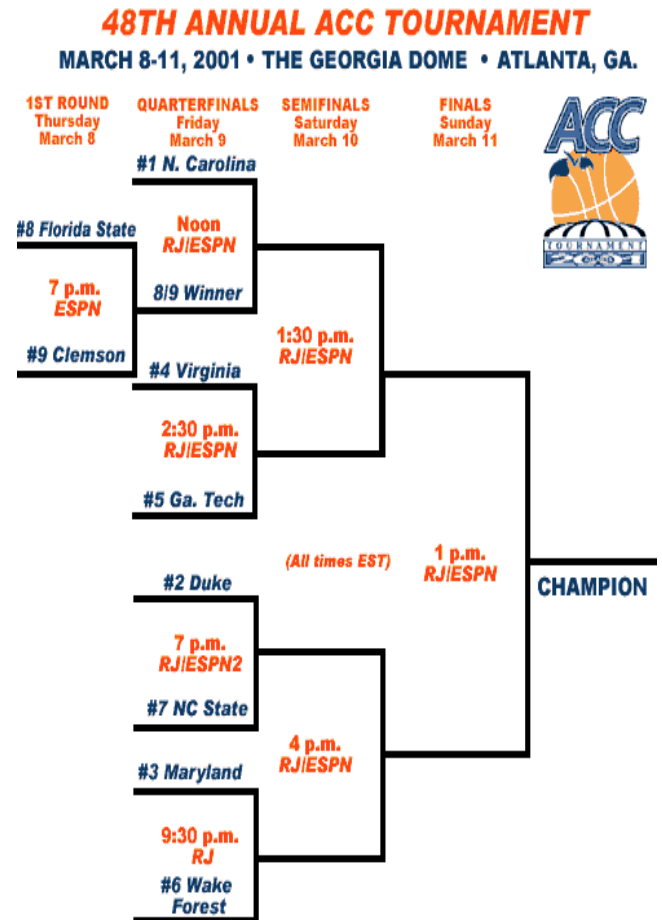 48TH ANNUAL ACC TOURNAMENT
MARCH 8-11, 2001 • THE GEORGIA DOME • ATLANTA, GA.
1ST ROUND
Thursday
March 8
QUARTERFINALS
Friday
March 9
SEMIFINALS
Saturday
March 10
FINALS
Sunday
March 11
ACC
TOURNAMENT
2001
#1 N. Carolina
Noon
RJ/ESPN
8/9 Winner
#8 Florida State
7 p.m.
ESPN
#9 Clemson
#4 Virginia
2:30 p.m.
RJ/ESPN
#5 Ga. Tech
1:30 p.m.
RJ/ESPN
(All times EST)
1 p.m.
RJ/ESPN
CHAMPION
#2 Duke
7 p.m.
RJ/ESPN2
#7 NC State
4 p.m.
RJ/ESPN
#3 Maryland
9:30 p.m.
RJ
#6 Wake
Forest